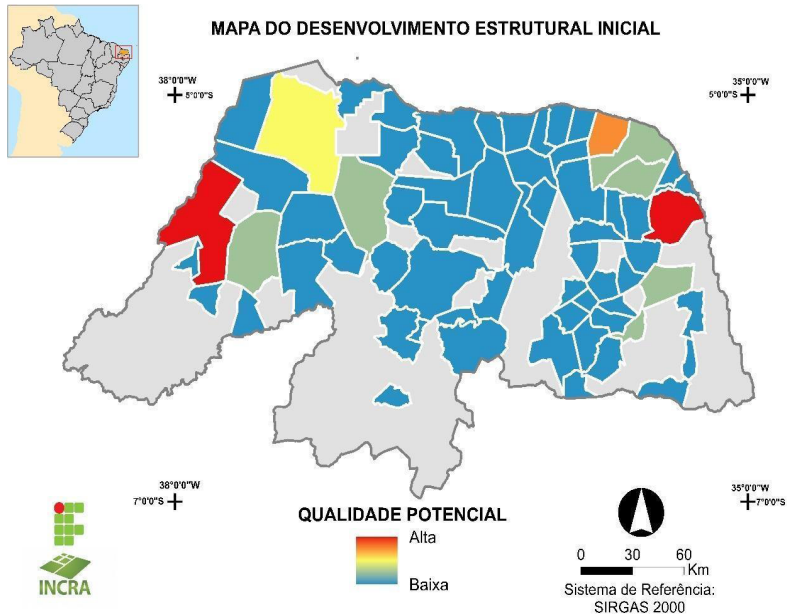 MAPA DO DESENVOLVIMENTO ESTRUTURAL INICIAL
38°0'0"W
5°0'0"S
35°0'0"W
5°0'0"S
38°0'0"W
7°0'0"S
35°0'0"W
7°0'0"S
QUALIDADE POTENCIAL
Alta
Baixa
INCRA
0 30 60
Km
Sistema de Referência:
SIRGAS 2000